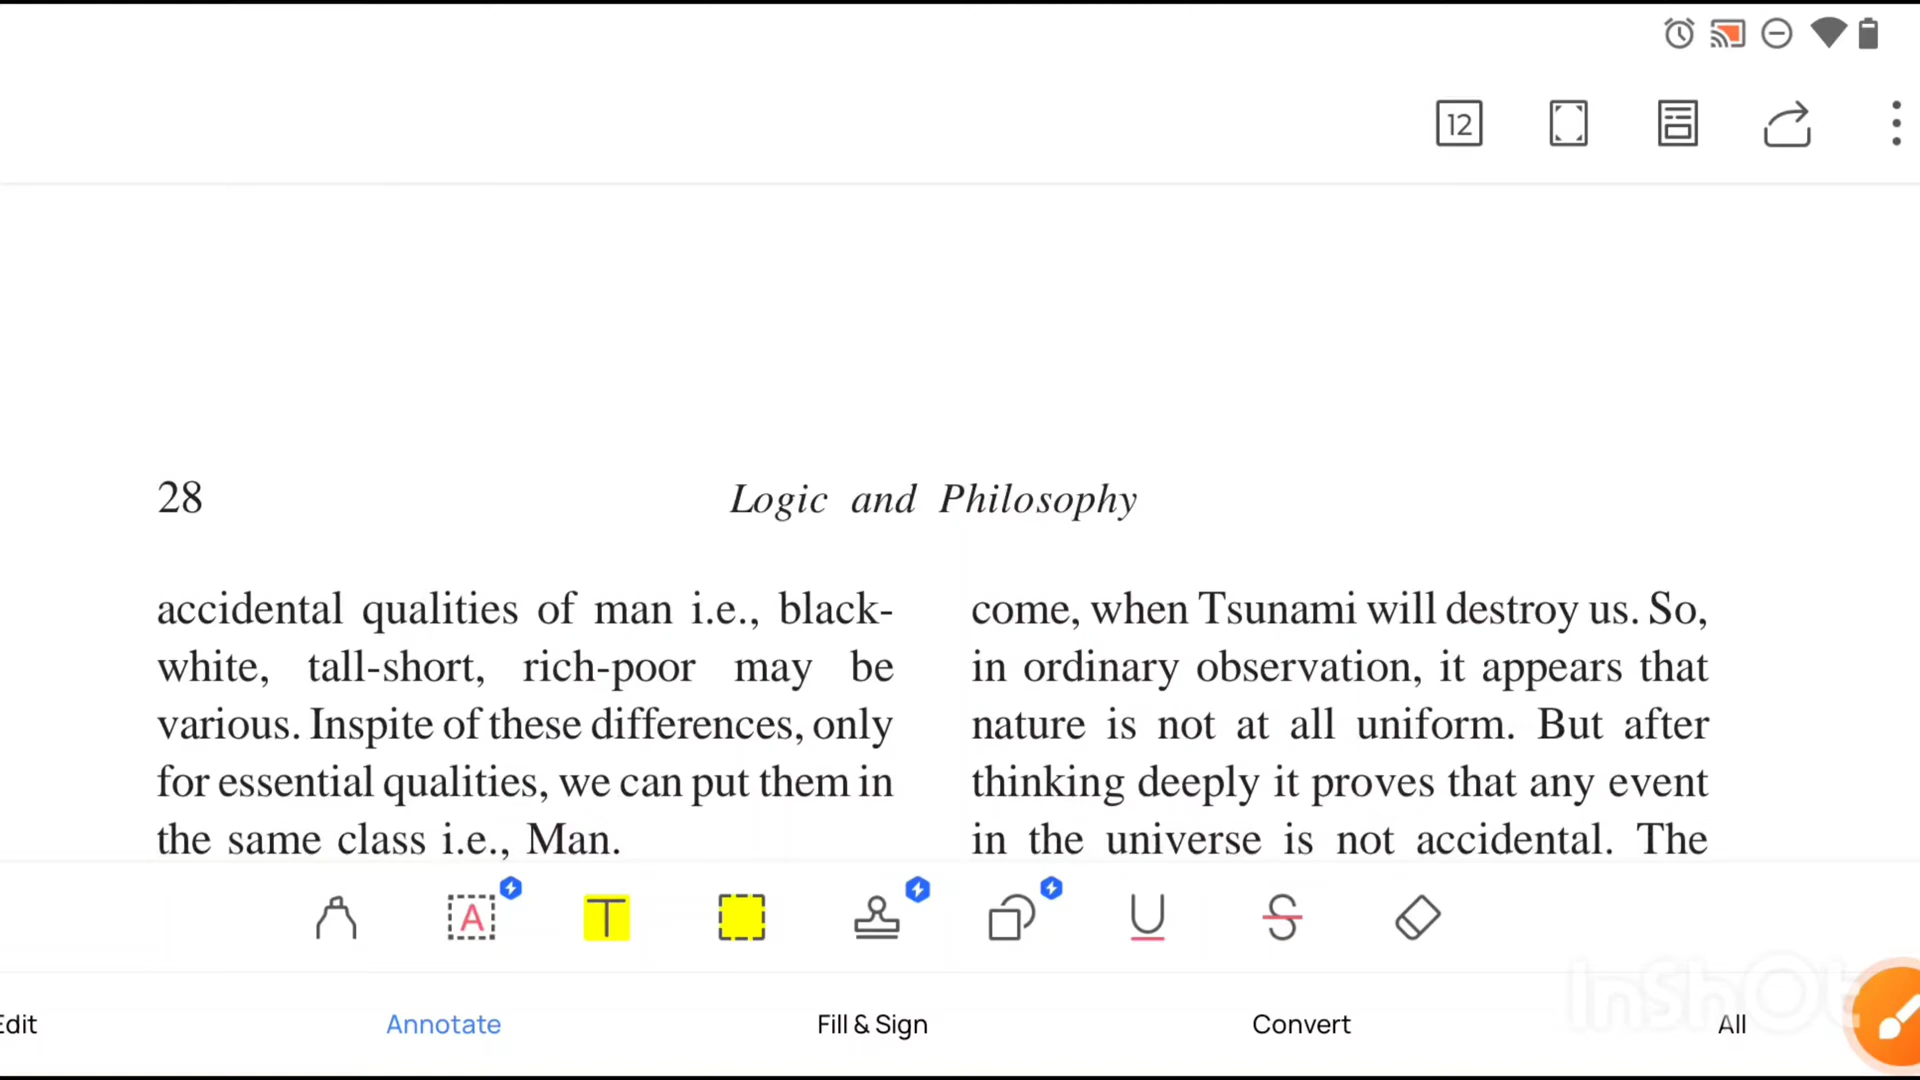 12
28
Logic and Philosophy
accidental qualities of man i.e., black-
white, tall-short, rich-poor may be
various. Inspite of these differences, only
for essential qualities, we can put them in
the same class i.e., Man.
come, when Tsunami will destroy us. So,
in ordinary observation, it appears that
nature is not at all uniform. But after
thinking deeply it proves that any event
in the universe is not accidental. The
A
T
U
S
Edit
Annotate
Fill & Sign
Convert
All
InShOt